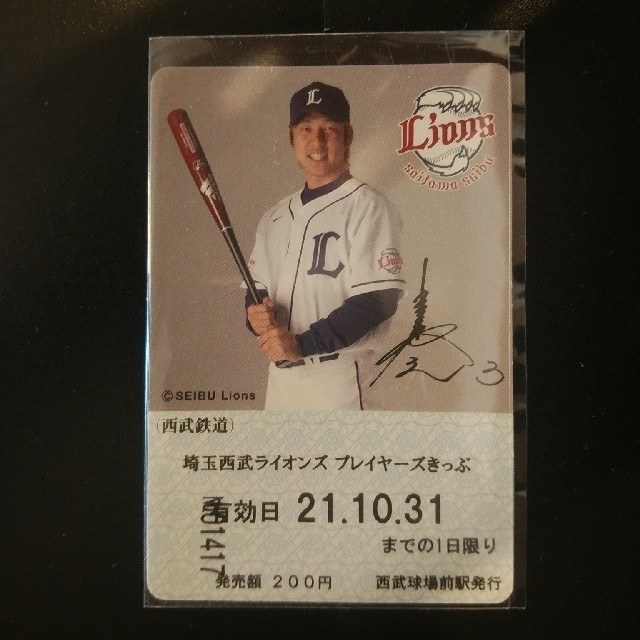 L
Lions
saitama seibu
L
Lions
3
©SEIBU Lions
(西武鉄道)
埼玉西武ライオンズ プレイヤーズきっぷ
有効日 21.10.31
までの1日限り
発売額 200円 西武球場前駅発行